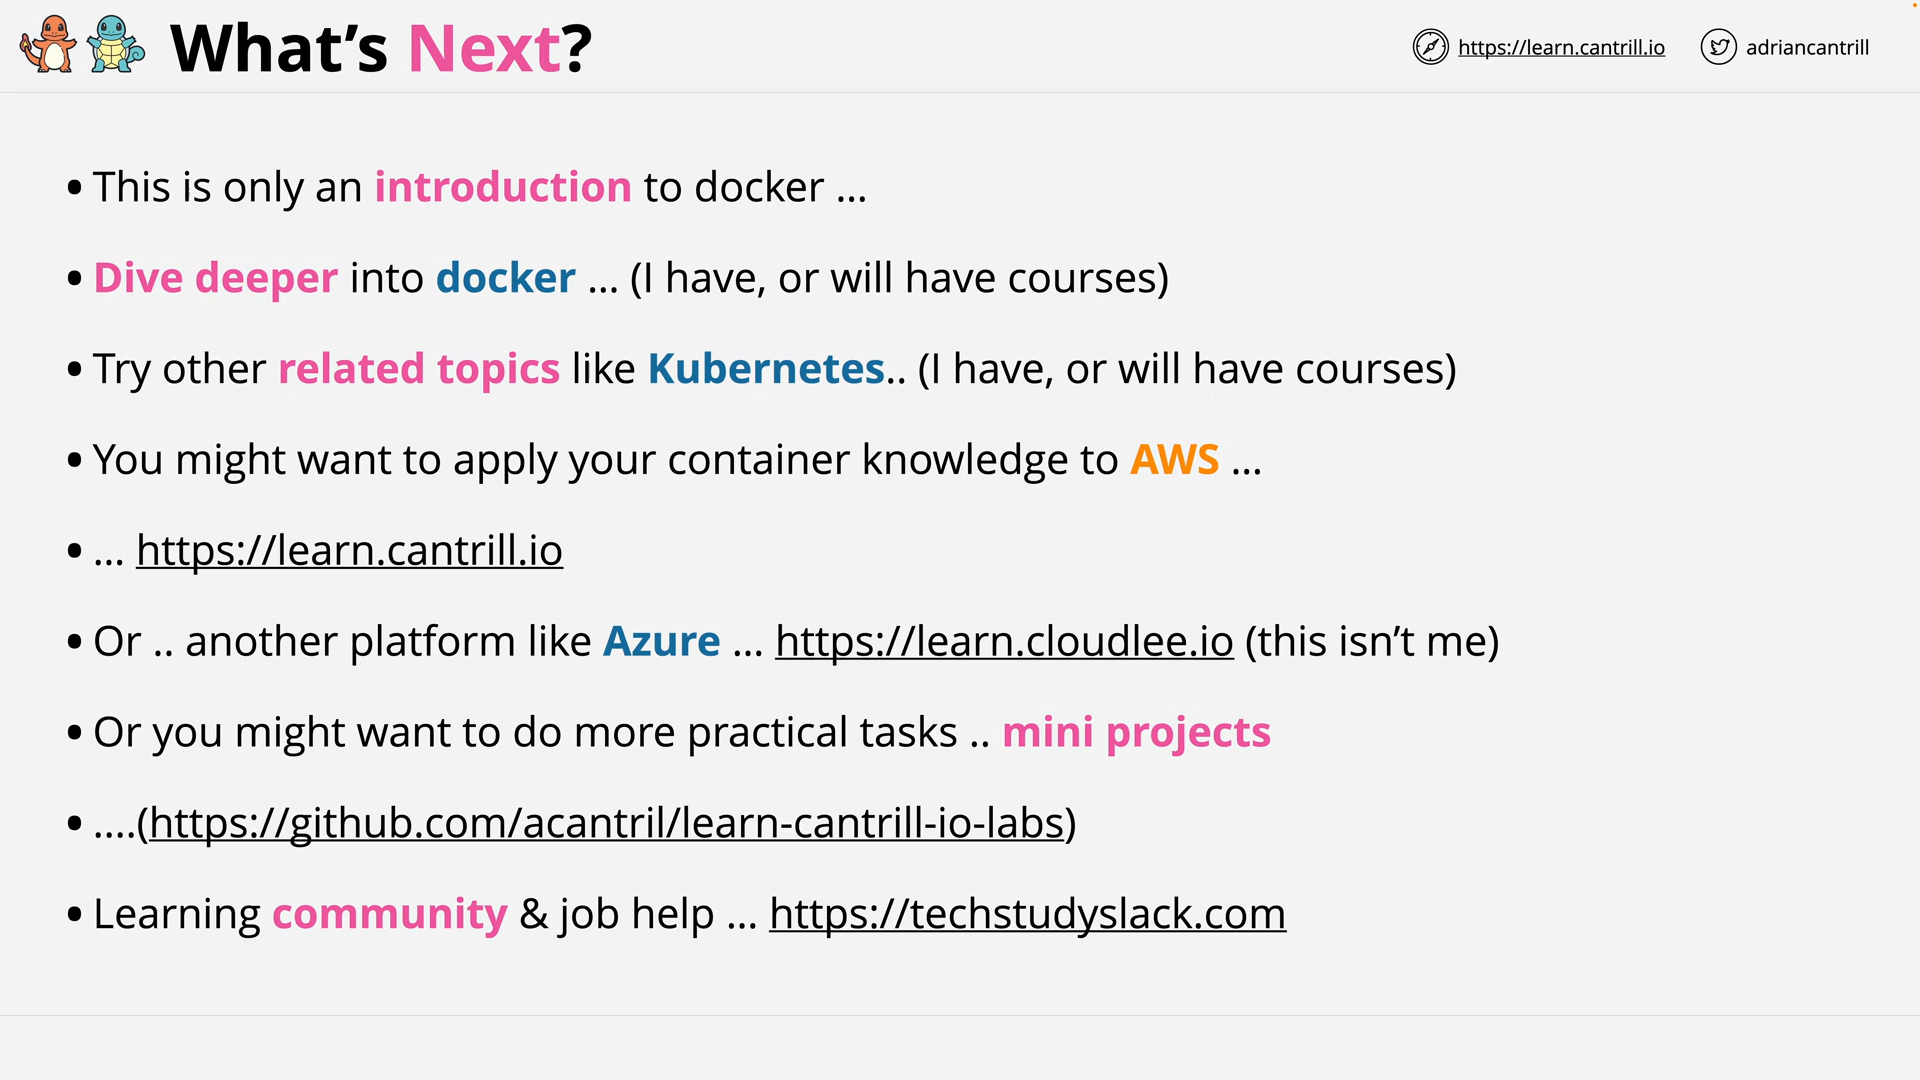 What's Next?
https://learn.cantrill.io
adriancantrill
• This is only an introduction to docker ...
• Dive deeper into docker ... (I have, or will have courses)
• Try other related topics like Kubernetes.. (I have, or will have courses)
• You might want to apply your container knowledge to AWS ...
• ... https://learn.cantrill.io
• Or .. another platform like Azure ... https://learn.cloudlee.io (this isn't me)
• Or you might want to do more practical tasks .. mini projects
• ....(https://github.com/acantril/learn-cantrill-io-labs)
• Learning community & job help ... https://techstudyslack.com